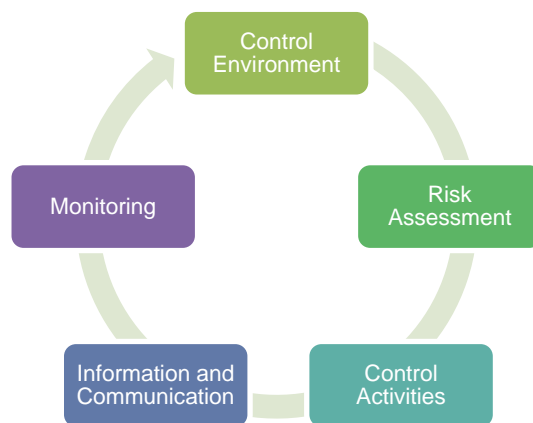 Control
Environment
Risk
Assessment
Control
Activities
Information and
Communication
Monitoring